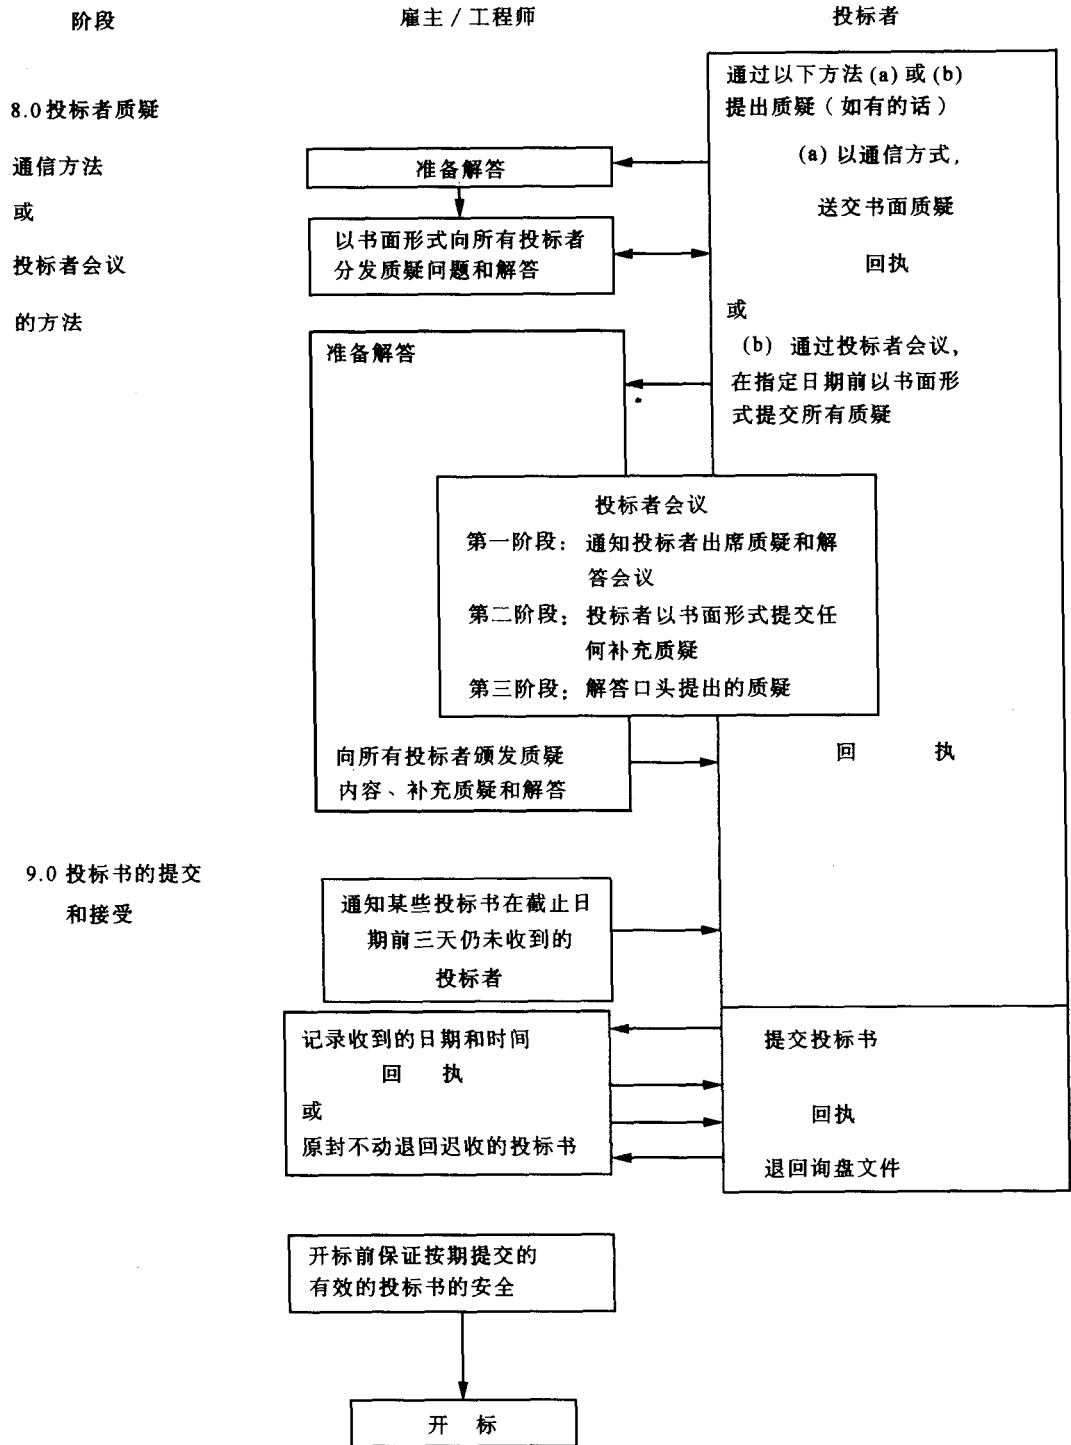 阶段
雇主／工程师
投标者
8.0投标者质疑
通信方法
或
投标者会议
的方法
准备解答
以书面形式向所有投标者
分发质疑问题和解答
通过以下方法(a)或(b)
提出质疑（如有的话）
(a)以通信方式，
送交书面质疑
回执
或
(b) 通过投标者会议，
在指定日期前以书面形
式提交所有质疑
准备解答
投标者会议
第一阶段：通知投标者出席质疑和解
答会议
第二阶段：投标者以书面形式提交任
何补充质疑
第三阶段：解答口头提出的质疑
向所有投标者颁发质疑
内容、补充质疑和解答
回 执
9.0 投标书的提交
和接受
通知某些投标书在截止日
期前三天仍未收到的
投标者
记录收到的日期和时间
回 执
或
原封不动退回迟收的投标书
提交投标书
回执
退回询盘文件
开标前保证按期提交的
有效的投标书的安全
开 标